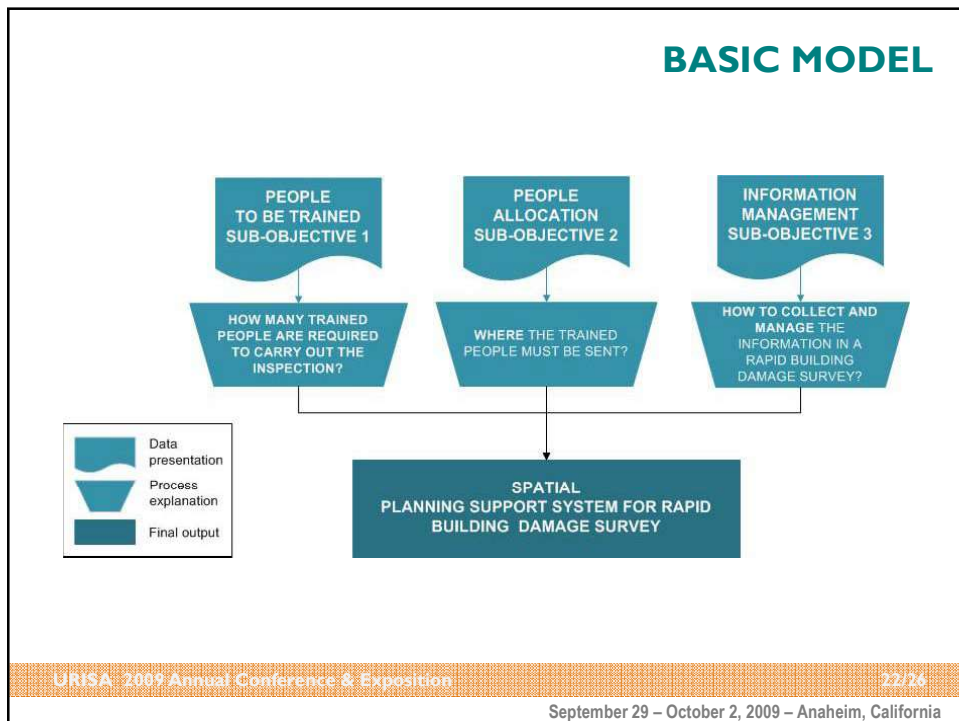 BASIC MODEL
PEOPLE
TO BE TRAINED
SUB-OBJECTIVE 1
PEOPLE
ALLOCATION
SUB-OBJECTIVE 2
INFORMATION
MANAGEMENT
SUB-OBJECTIVE 3
HOW MANY TRAINED
PEOPLE ARE REQUIRED
TO CARRY OUT THE
INSPECTION?
WHERE THE TRAINED
PEOPLE MUST BE SENT?
HOW TO COLLECT AND
MANAGE THE
INFORMATION IN A
RAPID BUILDING
DAMAGE SURVEY?
Data
presentation
Process
explanation
Final output
SPATIAL
PLANNING SUPPORT SYSTEM FOR RAPID
BUILDING DAMAGE SURVEY
URISA 2009 Annual Conference & Exposition
22/26
September 29 – October 2, 2009 – Anaheim, California